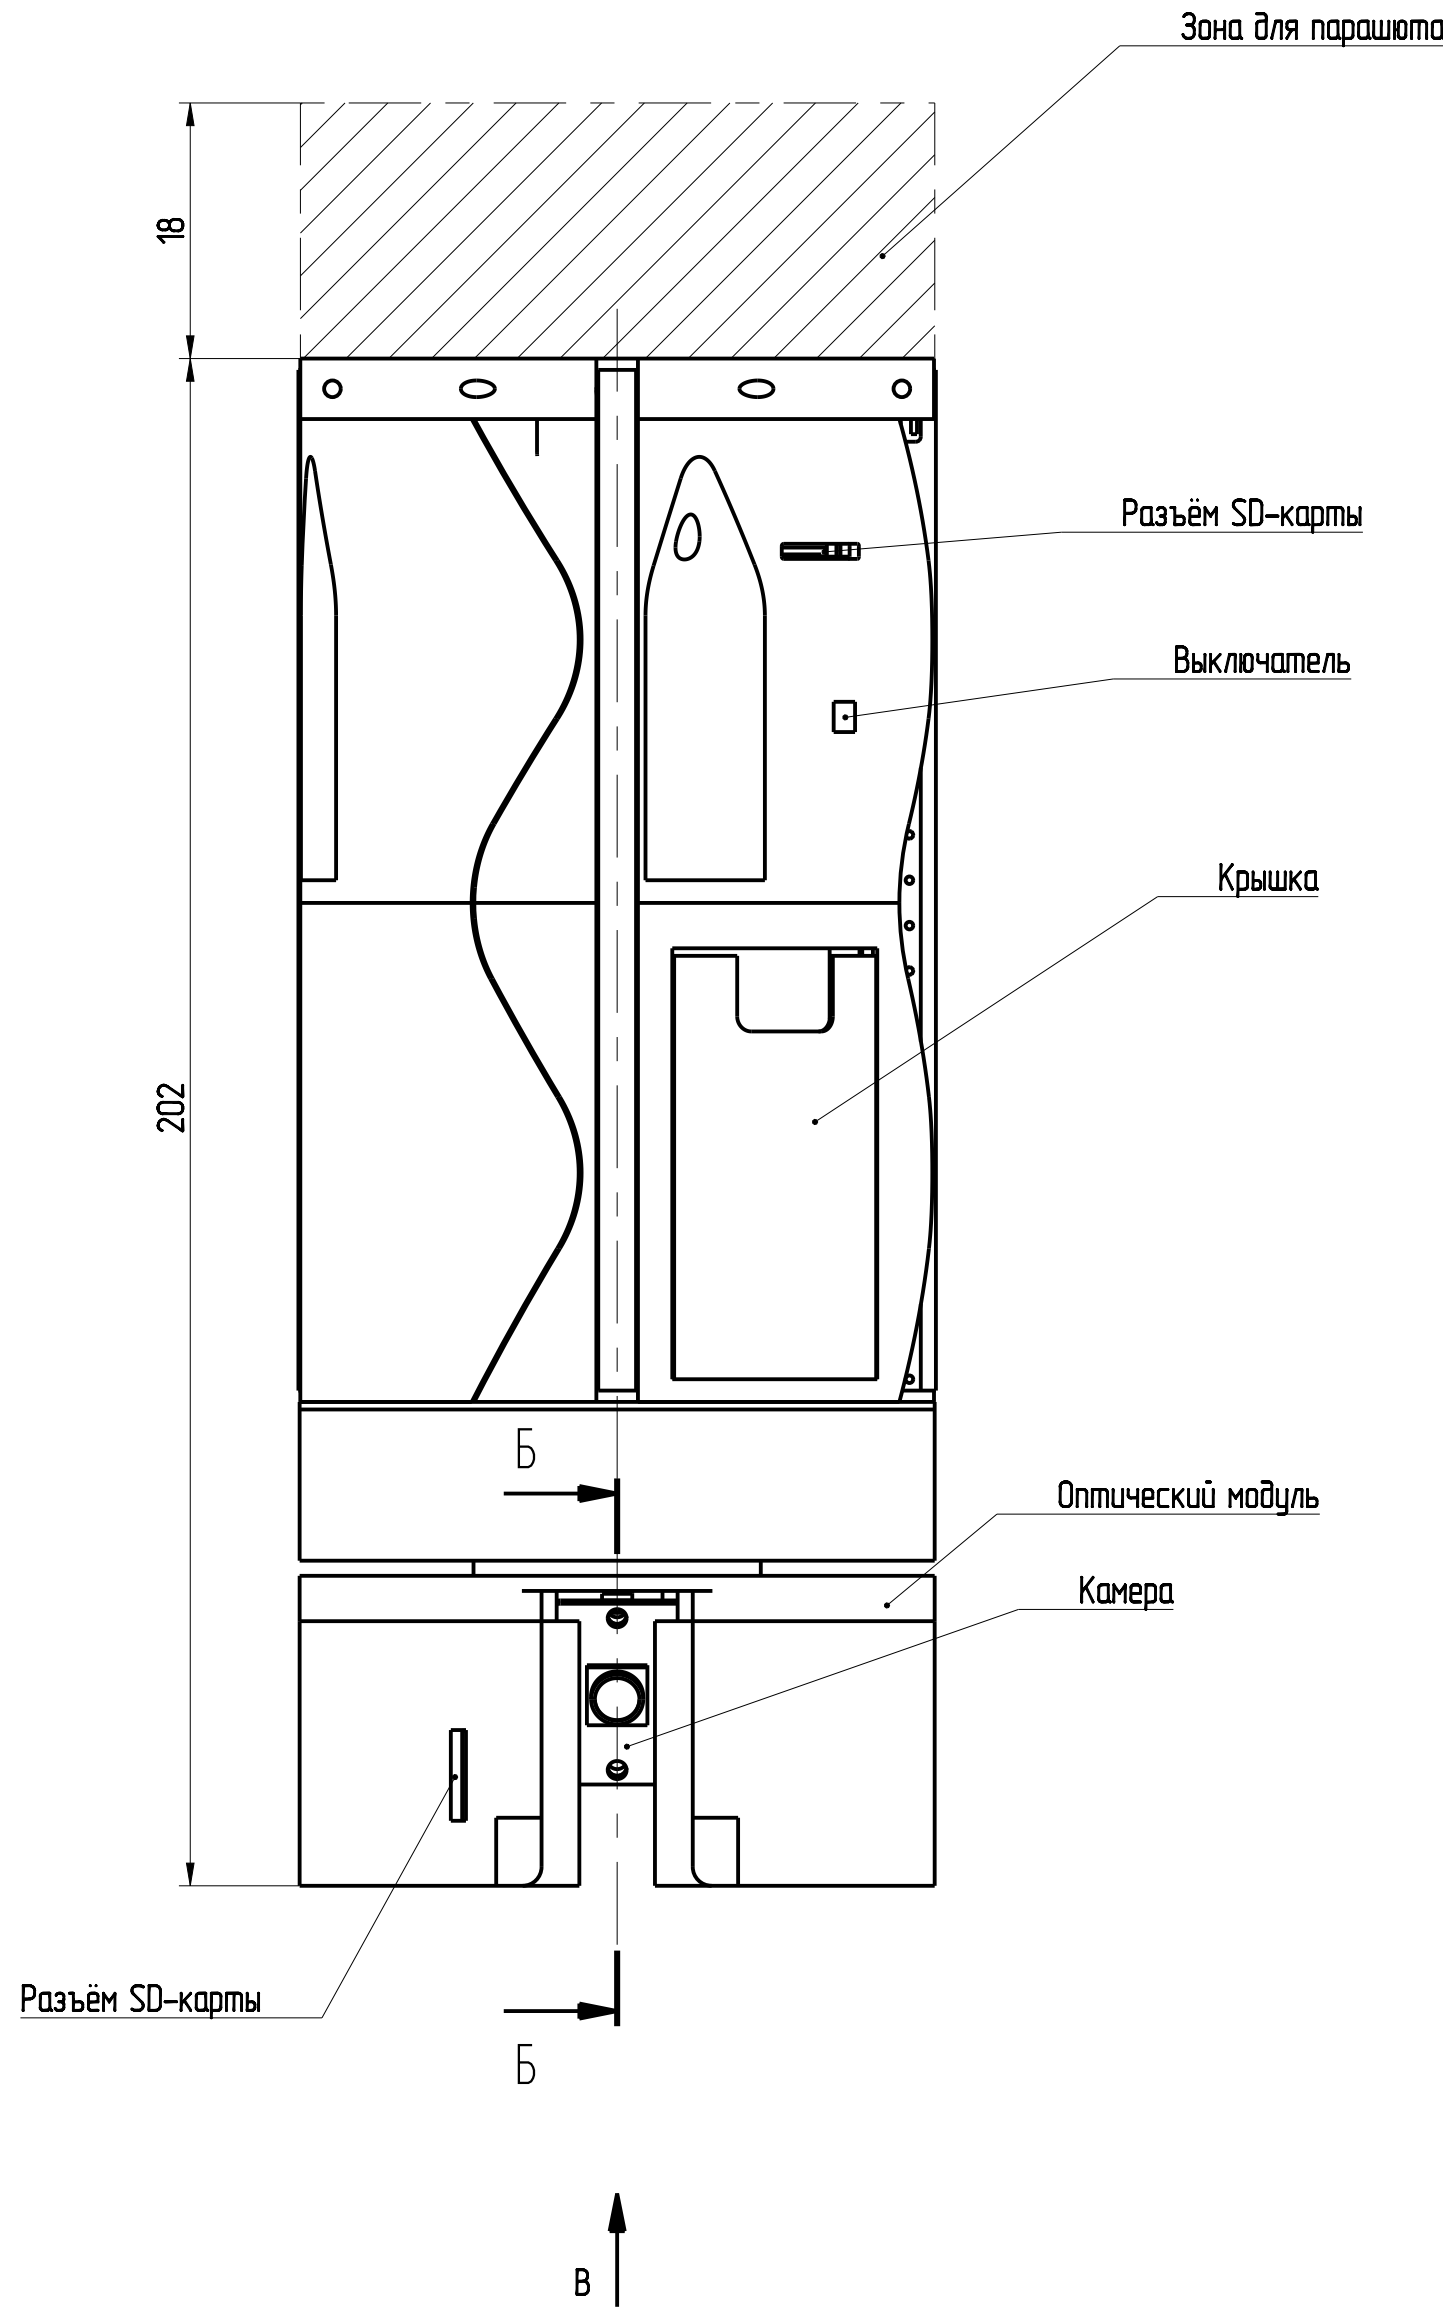 Зона для парашюта
18
Разъём SD-карты
Выключатель
Крышка
202
Б
Оптический модуль
Камера
Разъём SD-карты
Б
В